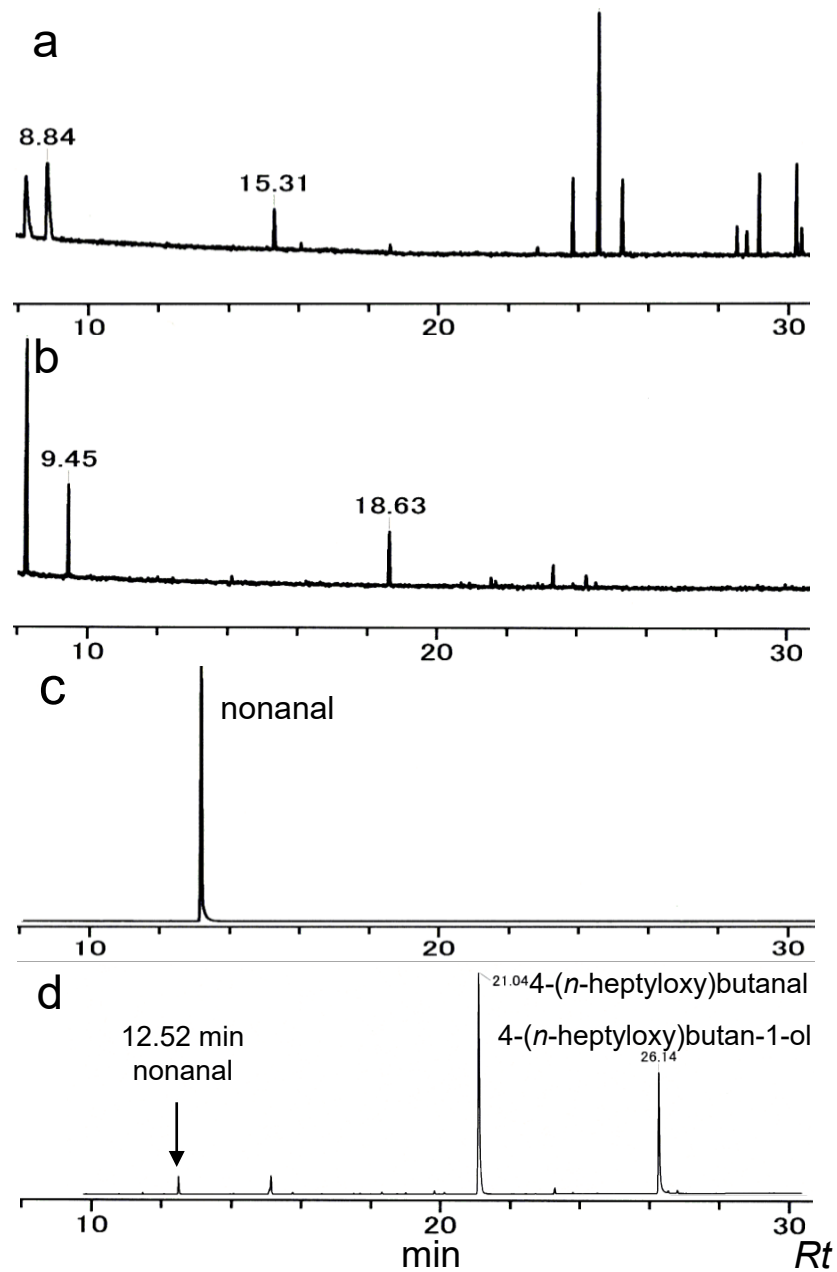 a
8.84
15.31
10 20 30
b
9.45
18.63
10 20 30
c
nonanal
10 20 30
d
21.04 4-(n-heptyloxy)butanal
12.52 min
nonanal
4-(n-heptyloxy)butan-1-ol
26.14
10 20 30
min
Rt